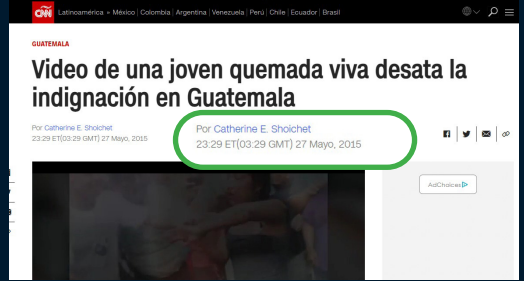 CNN Latinoamérica » México | Colombia | Argentina | Venezuela | Perú | Chile | Ecuador | Brasil
GUATEMALA
Video de una joven quemada viva desata la
indignación en Guatemala
Por Catherine E. Shoichet
23:29 ET(03:29 GMT) 27 Mayo, 2015
Por Catherine E. Shoichet
23:29 ET(03:29 GMT) 27 Mayo, 2015
AdChoices